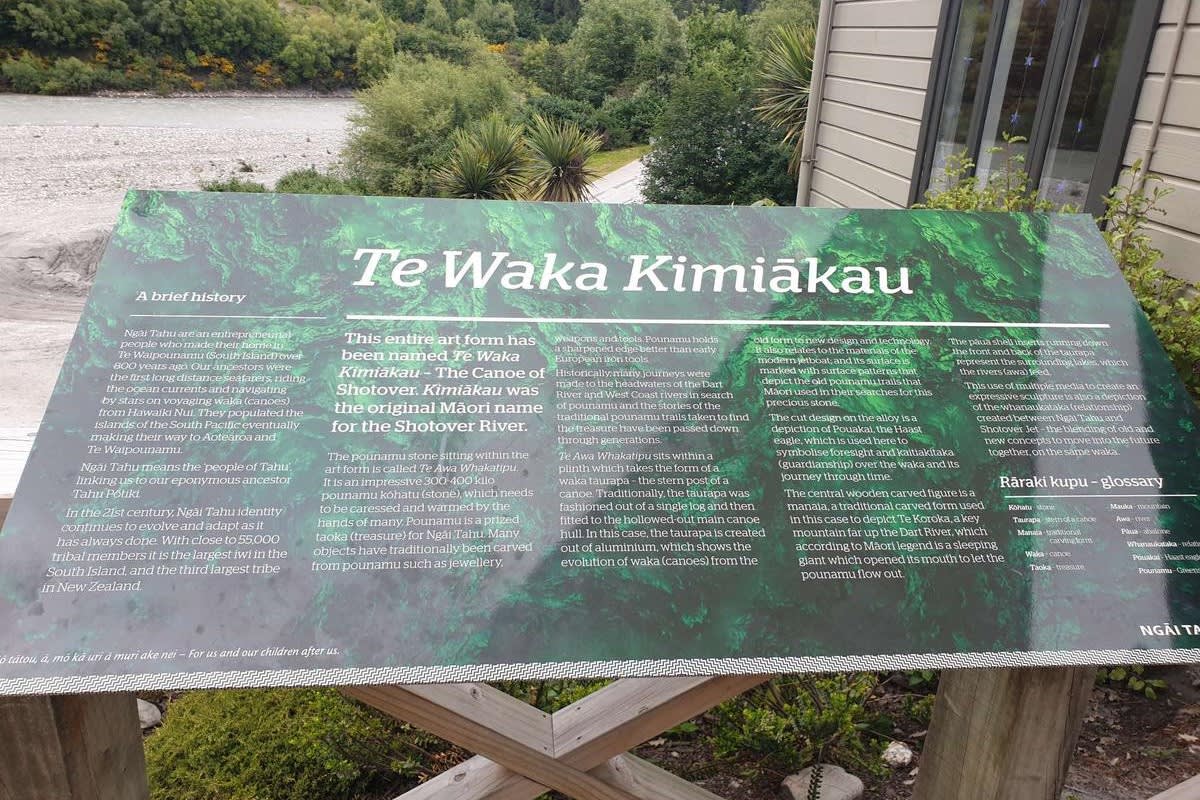 Te Waka Kimiākau
A brief history
Ngāi Tahu are an entrepreneurial
people who made their home in
Te Waipounamu (South Island) over
800 years ago. Our ancestors were
the first long distance seafarers, riding
the ocean currents and navigating
by stars on voyaging waka (canoes)
from Hawaiki Nui. They populated the
islands of the South Pacific eventually
making their way to Aotearoa and
Te Waipounamu.
Ngāi Tahu means the 'people of Tahu',
linking us to our eponymous ancestor
Tahu Pōtiki.
In the 21st century, Ngāi Tahu identity
continues to evolve and adapt as it
has always done. With close to 55,000
tribal members it is the largest iwi in the
South Island, and the third largest tribe
in New Zealand.
This entire art form has
been named Te Waka
Kimiākau – The Canoe of
Shotover. Kimiākau was
the original Māori name
for the Shotover River.
The pounamu stone sitting within the
art form is called Te Awa Whakatipu.
It is an impressive 300-400 kilo
pounamu kōhatu (stone), which needs
to be caressed and warmed by the
hands of many. Pounamu is a prized
taoka (treasure) for Ngāi Tahu. Many
objects have traditionally been carved
from pounamu such as jewellery,
weapons and tools. Pounamu holds
a sharpened edge better than early
European iron tools.
Historically, many journeys were
made to the headwaters of the Dart
River and West Coast rivers in search
of pounamu and the stories of the
traditional pounamu trails taken to find
the treasure have been passed down
through generations.
Te Awa Whakatipu sits within a
plinth which takes the form of a
waka taurapa - the stern post of a
canoe. Traditionally, the taurapa was
fashioned out of a single log and then
fitted to the hollowed-out main canoe
hull. In this case, the taurapa is created
out of aluminium, which shows the
evolution of waka (canoes) from the
old form to new design and technology.
It also relates to the materials of the
modern jetboat, and its surface is
marked with surface patterns that
depict the old pounamu trails that
Māori used in their searches for this
precious stone.
The cut design on the alloy is a
depiction of Pouakai, the Haast
eagle, which is used here to
symbolise foresight and kaitiakitaka
(guardianship) over the waka and its
journey through time.
The central wooden carved figure is a
manaia, a traditional carved form used
in this case to depict Te Koroka, a key
mountain far up the Dart River, which
according to Māori legend is a sleeping
giant which opened its mouth to let the
pounamu flow out.
The pāua shell inserts running down
the front and back of the taurapa
represent the surrounding lakes, which
the rivers (awa) feed.
This use of multiple media to create an
expressive sculpture is also a depiction
of the whanaukataka (relationship)
created between Ngāi Tahu and
Shotover Jet - the blending of old and
new concepts to move into the future
together, on the same waka.
Rāraki kupu – glossary
Kōhatu - stone
Taurapa - stern of a canoe
Manaia - traditional
carving form
Waka - canoe
Taoka - treasure
Mauka - mountain
Awa - river
Pāua - abalone
Whanaukataka -
Pouakai - Haast
Pounamu -
tātou, ā, mō kā uri ā muri ake nei – For us and our children after us.
NGĀI